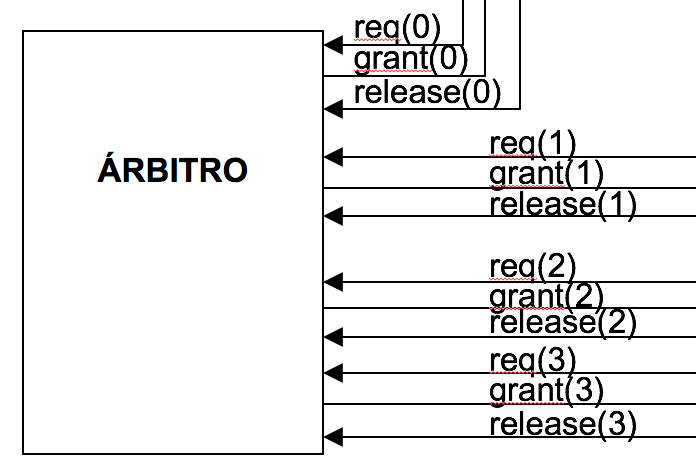 req(0)
grant(0)
release(0)
ÁRBITRO
req(1)
grant(1)
release(1)
req(2)
grant(2)
release(2)
req(3)
grant(3)
release(3)